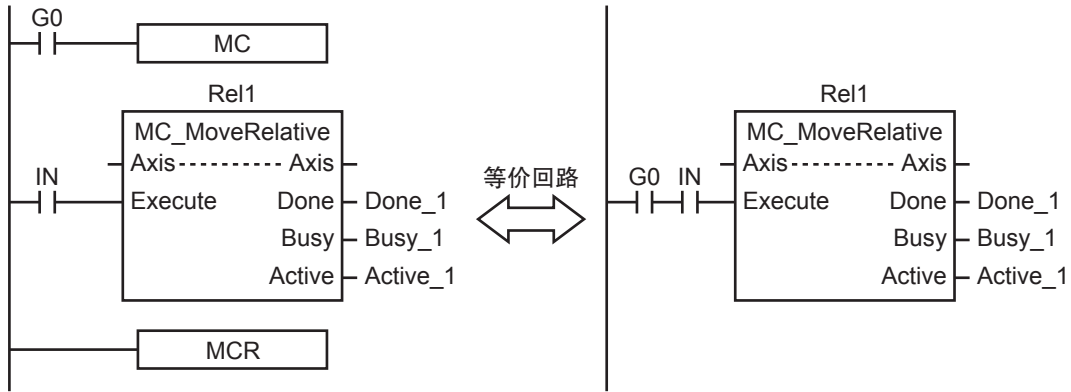 G0
MC
Rel1
MC_MoveRelative
Axis Axis
IN
Execute Done Done_1
Busy Busy_1
Active Active_1
MCR
等价回路
Rel1
MC_MoveRelative
Axis Axis
G0 IN
Execute Done Done_1
Busy Busy_1
Active Active_1